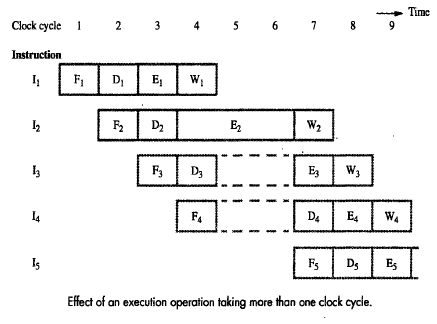 Time
Clock cycle 1 2 3 4 5 6 7 8 9
Instruction
I1 F1 D1 E1 W1
I2 F2 D2 E2 W2
I3 F3 D3 E3 W3
I4 F4 D4 E4 W4
I5 F5 D5 E5
Effect of an execution operation taking more than one clock cycle.